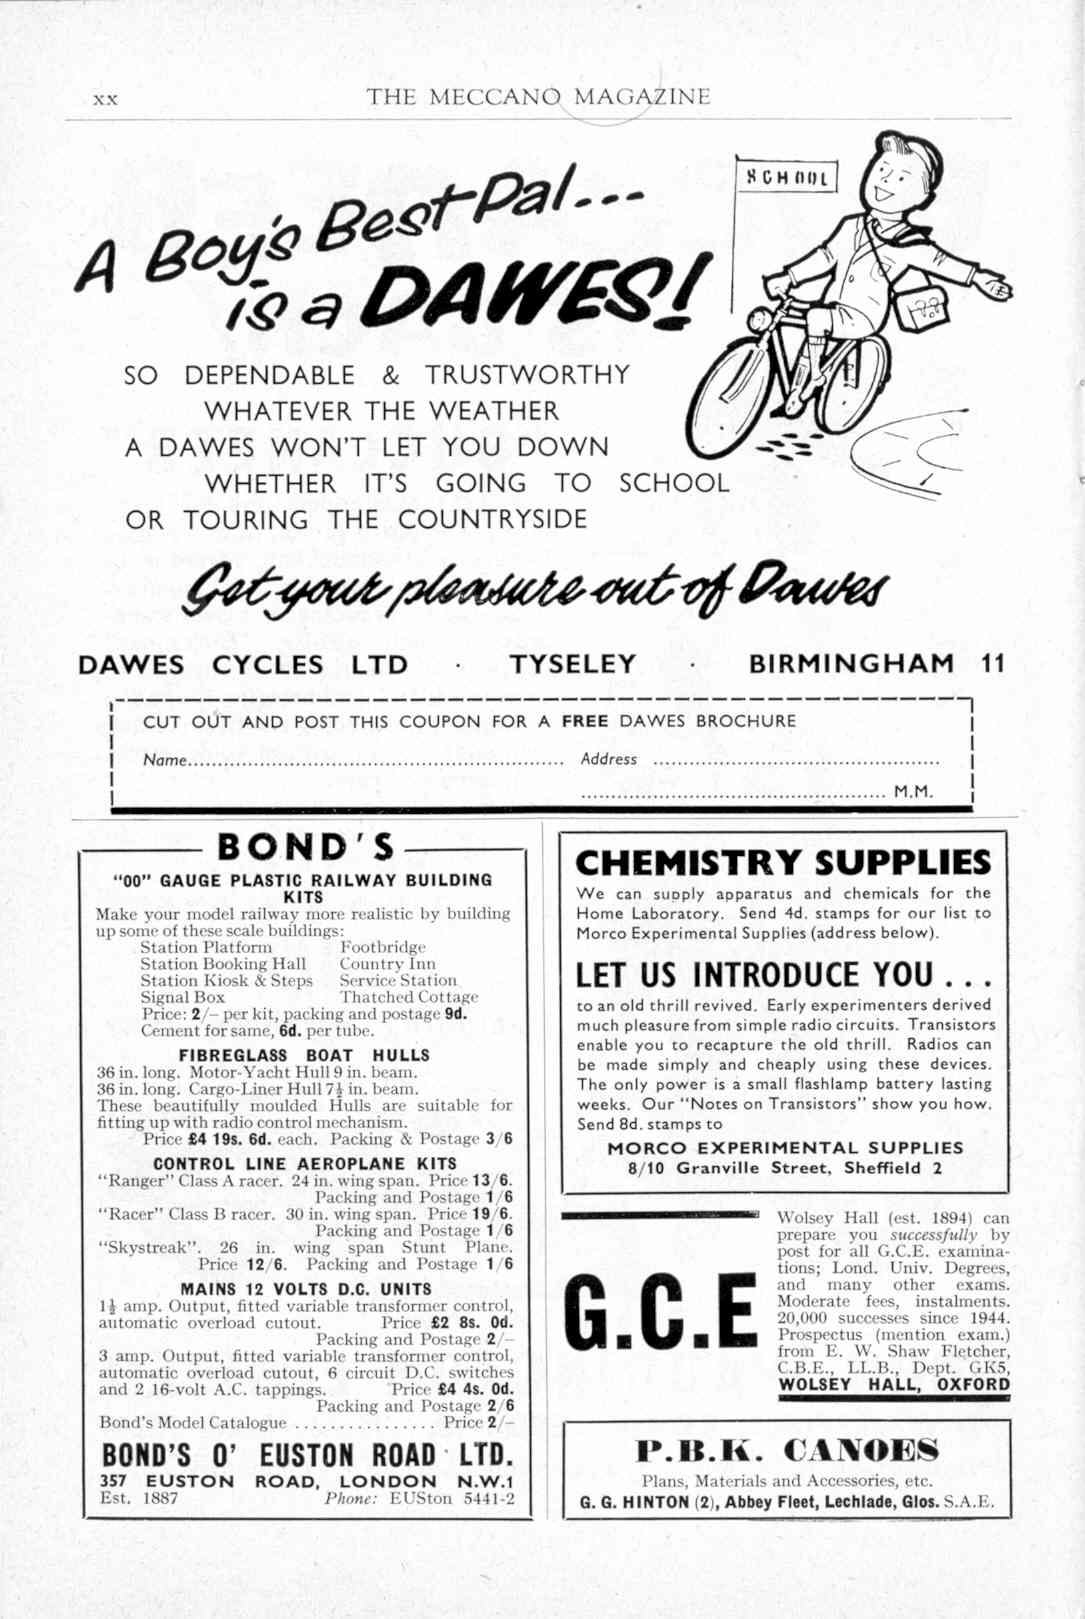 xx
THE MECCANO MAGAZINE
SCHOOL
A Boy's Best Pal...
is a DAWES!
SO DEPENDABLE & TRUSTWORTHY
WHATEVER THE WEATHER
A DAWES WON'T LET YOU DOWN
WHETHER IT'S GOING TO SCHOOL
OR TOURING THE COUNTRYSIDE
Get your pleasure out of Dawes
DAWES CYCLES LTD · TYSELEY · BIRMINGHAM 11
CUT OUT AND POST THIS COUPON FOR A FREE DAWES BROCHURE
Name............................................................... Address ................................................
................................................... M.M.
BOND'S
"00" GAUGE PLASTIC RAILWAY BUILDING
KITS
Make your model railway more realistic by building
up some of these scale buildings:
Station Platform Footbridge
Station Booking Hall Country Inn
Station Kiosk & Steps Service Station
Signal Box Thatched Cottage
Price: 2/– per kit, packing and postage 9d.
Cement for same, 6d. per tube.
FIBREGLASS BOAT HULLS
36 in. long. Motor-Yacht Hull 9 in. beam.
36 in. long. Cargo-Liner Hull 7½ in. beam.
These beautifully moulded Hulls are suitable for
fitting up with radio control mechanism.
Price £4 19s. 6d. each. Packing & Postage 3/6
CONTROL LINE AEROPLANE KITS
"Ranger" Class A racer. 24 in. wing span. Price 13/6.
Packing and Postage 1/6
"Racer" Class B racer. 30 in. wing span. Price 19/6.
Packing and Postage 1/6
"Skystreak". 26 in. wing span Stunt Plane.
Price 12/6. Packing and Postage 1/6
MAINS 12 VOLTS D.C. UNITS
1½ amp. Output, fitted variable transformer control,
automatic overload cutout. Price £2 8s. 0d.
Packing and Postage 2/–
3 amp. Output, fitted variable transformer control,
automatic overload cutout, 6 circuit D.C. switches
and 2 16-volt A.C. tappings. Price £4 4s. 0d.
Packing and Postage 2/6
Bond's Model Catalogue ................ Price 2/–
BOND'S O' EUSTON ROAD LTD.
357 EUSTON ROAD, LONDON N.W.1
Est. 1887 Phone: EUSton 5441-2
CHEMISTRY SUPPLIES
We can supply apparatus and chemicals for the
Home Laboratory. Send 4d. stamps for our list to
Morco Experimental Supplies (address below).
LET US INTRODUCE YOU . . .
to an old thrill revived. Early experimenters derived
much pleasure from simple radio circuits. Transistors
enable you to recapture the old thrill. Radios can
be made simply and cheaply using these devices.
The only power is a small flashlamp battery lasting
weeks. Our "Notes on Transistors" show you how.
Send 8d. stamps to
MORCO EXPERIMENTAL SUPPLIES
8/10 Granville Street, Sheffield 2
G.C.E
Wolsey Hall (est. 1894) can
prepare you successfully by
post for all G.C.E. examina-
tions; Lond. Univ. Degrees,
and many other exams.
Moderate fees, instalments.
20,000 successes since 1944.
Prospectus (mention exam.)
from E. W. Shaw Fletcher,
C.B.E., LL.B., Dept. GK5,
WOLSEY HALL, OXFORD
P.B.K. CANOES
Plans, Materials and Accessories, etc.
G. G. HINTON (2), Abbey Fleet, Lechlade, Glos. S.A.E.